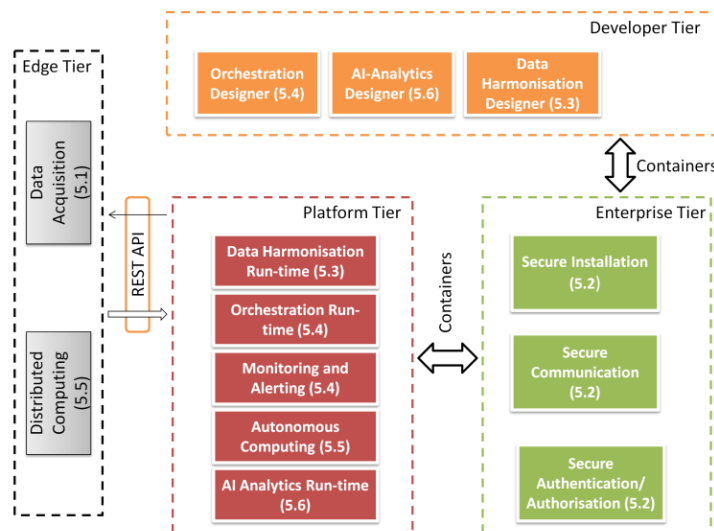 Developer Tier
Orchestration
Designer (5.4)
AI-Analytics
Designer (5.6)
Data
Harmonisation
Designer (5.3)
Edge Tier
Data
Acquisition
(5.1)
Distributed
Computing
(5.5)
REST API
Containers
Platform Tier
Data Harmonisation
Run-time (5.3)
Orchestration Run-
time (5.4)
Monitoring and
Alerting (5.4)
Autonomous
Computing (5.5)
AI Analytics Run-time
(5.6)
Containers
Enterprise Tier
Secure Installation
(5.2)
Secure
Communication
(5.2)
Secure
Authentication/
Authorisation (5.2)